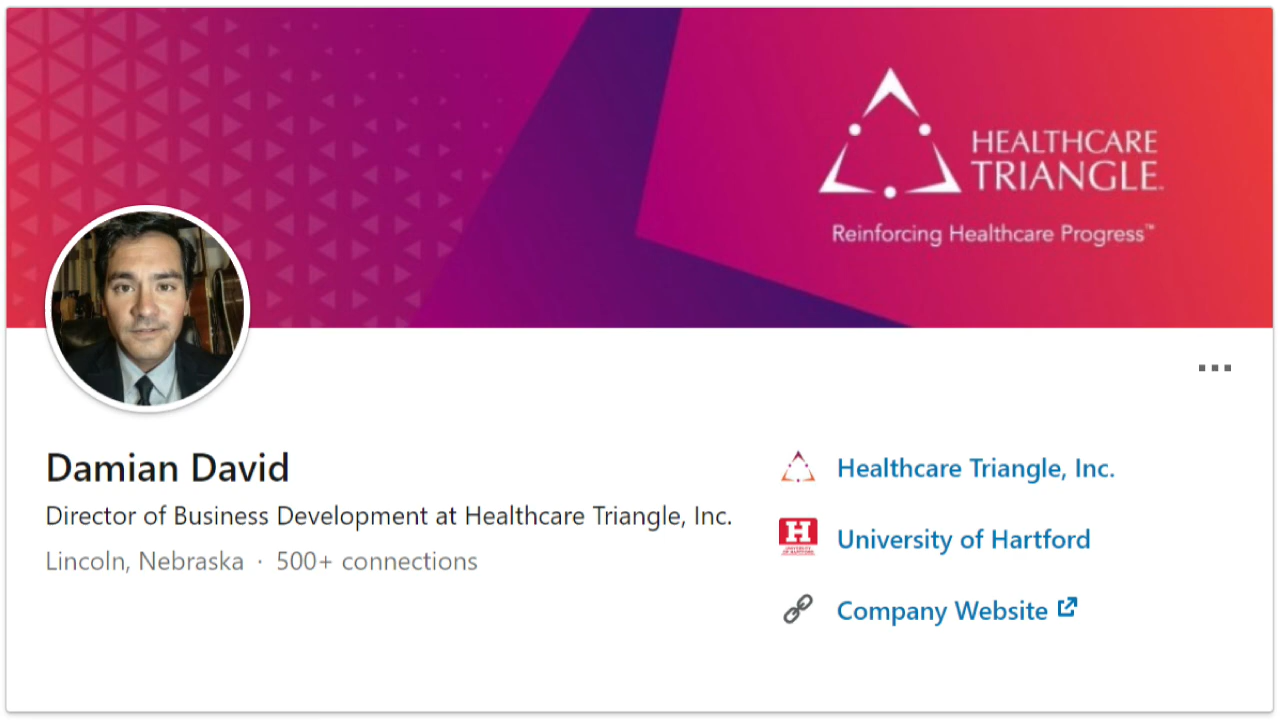 HEALTHCARE
TRIANGLE
Reinforcing Healthcare Progress™
Damian David
Director of Business Development at Healthcare Triangle, Inc.
Lincoln, Nebraska · 500+ connections
Healthcare Triangle, Inc.
H
University of Hartford
Company Website